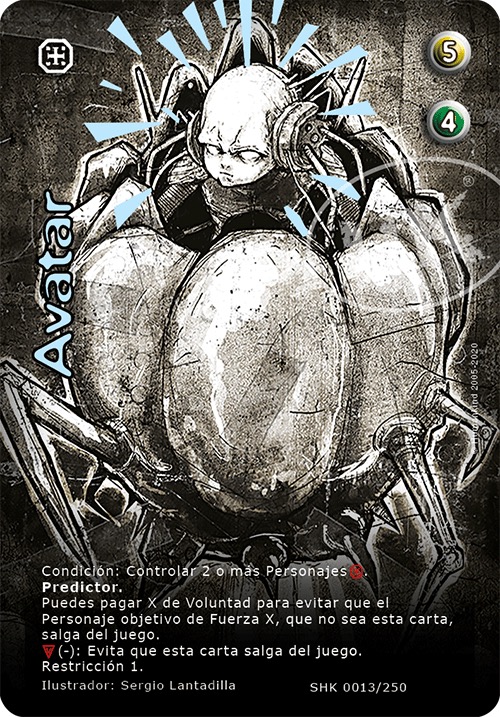 5
4
Avatar
2005-2020
Condición: Controlar 2 o más Personajes.
Predictor.
Puedes pagar X de Voluntad para evitar que el
Personaje objetivo de Fuerza X, que no sea esta carta,
salga del juego.
(-): Evita que esta carta salga del juego.
Restricción 1.
Ilustrador: Sergio Lantadilla
SHK 0013/250